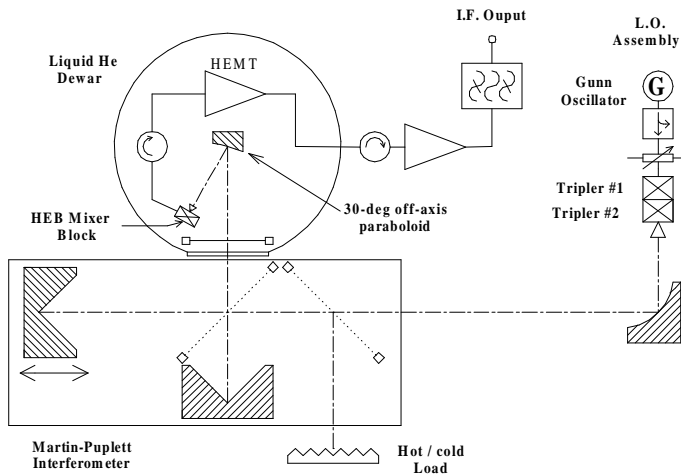 I.F. Ouput
L.O.
Assembly
Liquid He
Dewar
HEMT
Gunn
Oscillator
G
Tripler #1
Tripler #2
HEB Mixer
Block
30-deg off-axis
paraboloid
Martin-Puplett
Interferometer
Hot / cold
Load